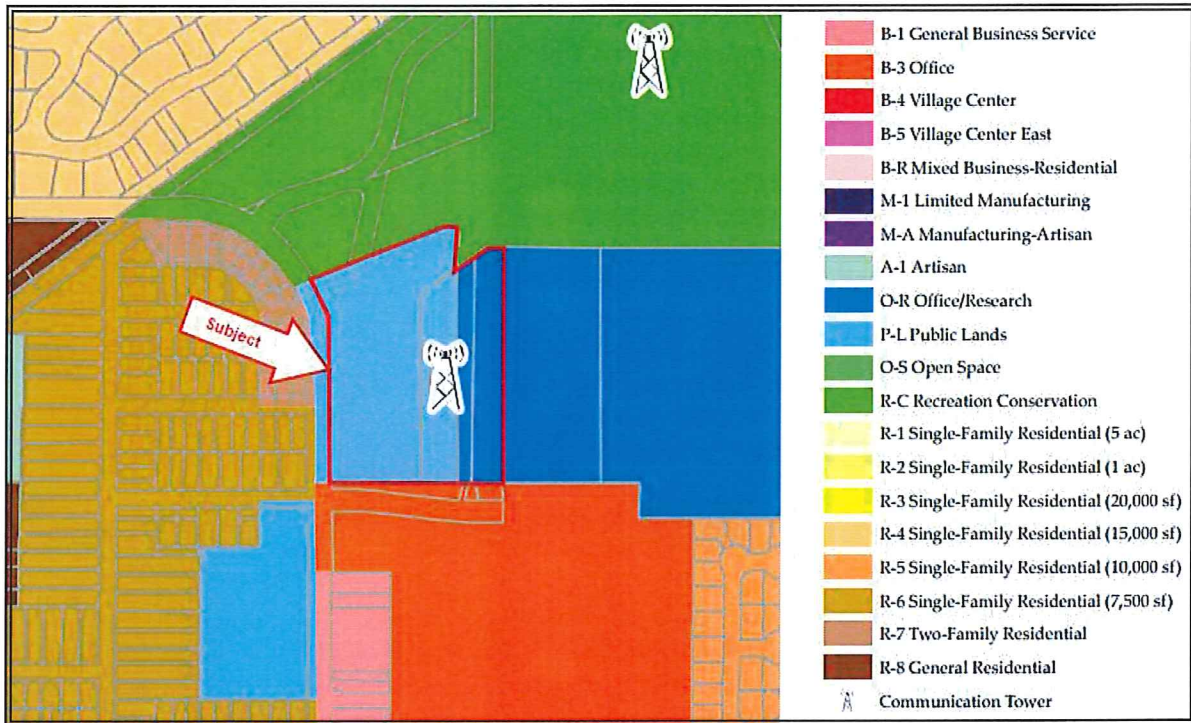 Subject
B-1 General Business Service
B-3 Office
B-4 Village Center
B-5 Village Center East
B-R Mixed Business-Residential
M-1 Limited Manufacturing
M-A Manufacturing-Artisan
A-1 Artisan
O-R Office/Research
P-L Public Lands
O-S Open Space
R-C Recreation Conservation
R-1 Single-Family Residential (5 ac)
R-2 Single-Family Residential (1 ac)
R-3 Single-Family Residential (20,000 sf)
R-4 Single-Family Residential (15,000 sf)
R-5 Single-Family Residential (10,000 sf)
R-6 Single-Family Residential (7,500 sf)
R-7 Two-Family Residential
R-8 General Residential
Communication Tower